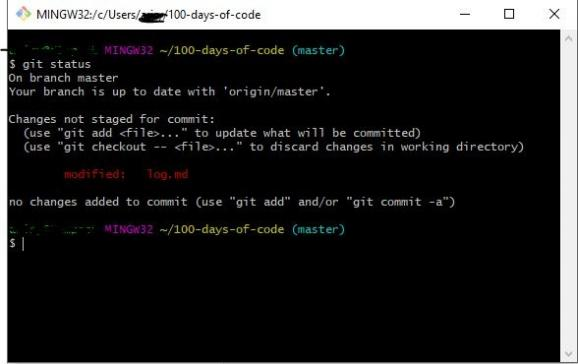 MINGW32:/c/Users/ /100-days-of-code
MINGW32 ~/100-days-of-code (master)
$ git status
On branch master
Your branch is up to date with 'origin/master'.
Changes not staged for commit:
(use "git add <file>..." to update what will be committed)
(use "git checkout -- <file>..." to discard changes in working directory)
modified: log.md
no changes added to commit (use "git add" and/or "git commit -a")
MINGW32 ~/100-days-of-code (master)
$